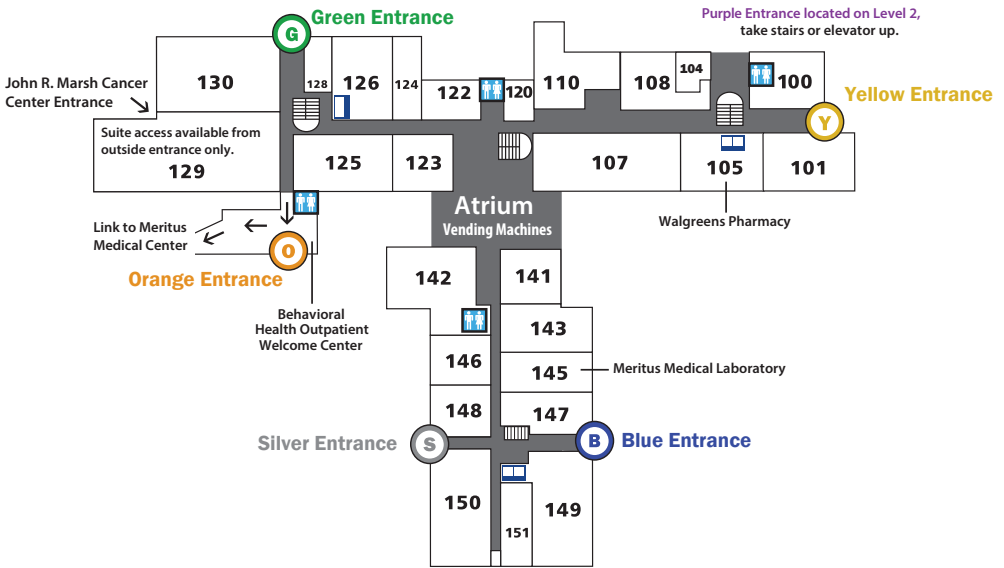 Green Entrance
G
Purple Entrance located on Level 2,
take stairs or elevator up.
John R. Marsh Cancer
Center Entrance
130
128
126
124
122
120
110
108
104
100
Yellow Entrance
Y
Suite access available from
outside entrance only.
129
125
123
107
105
101
Walgreens Pharmacy
Atrium
Vending Machines
Link to Meritus
Medical Center
O
Orange Entrance
Behavioral
Health Outpatient
Welcome Center
142
141
143
146
145
Meritus Medical Laboratory
148
147
Silver Entrance
S
B
Blue Entrance
150
151
149